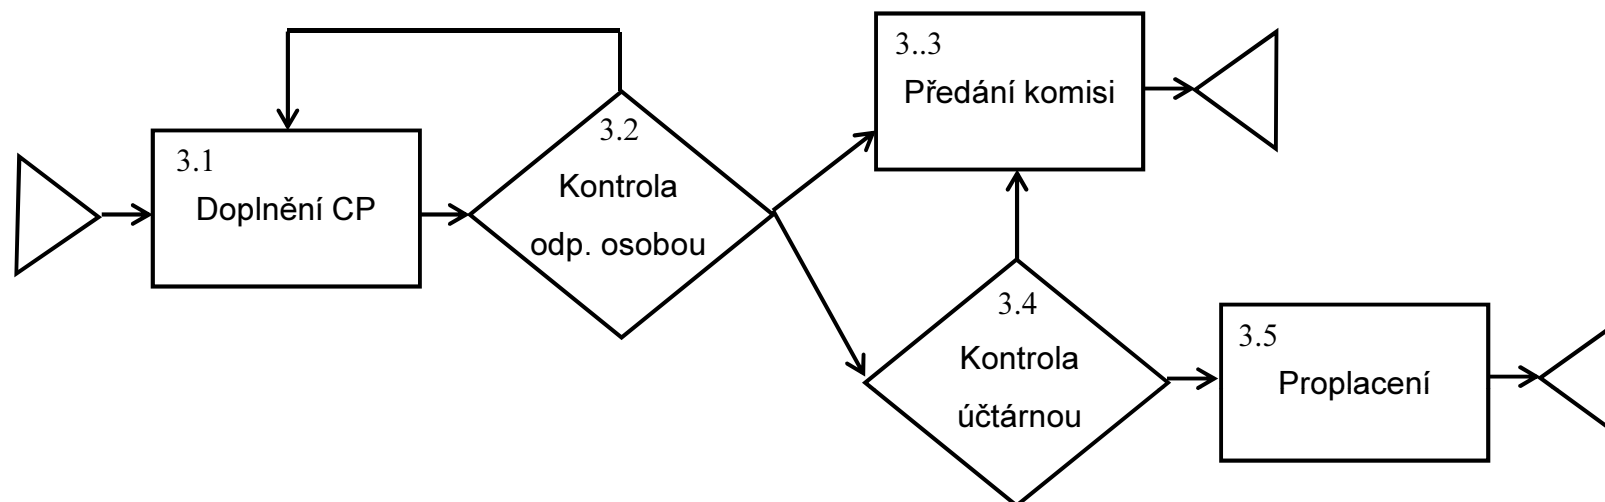 3.1
Doplnění CP
3.2
Kontrola
odp. osobou
3..3
Předání komisi
3.4
Kontrola
účtárnou
3.5
Proplacení